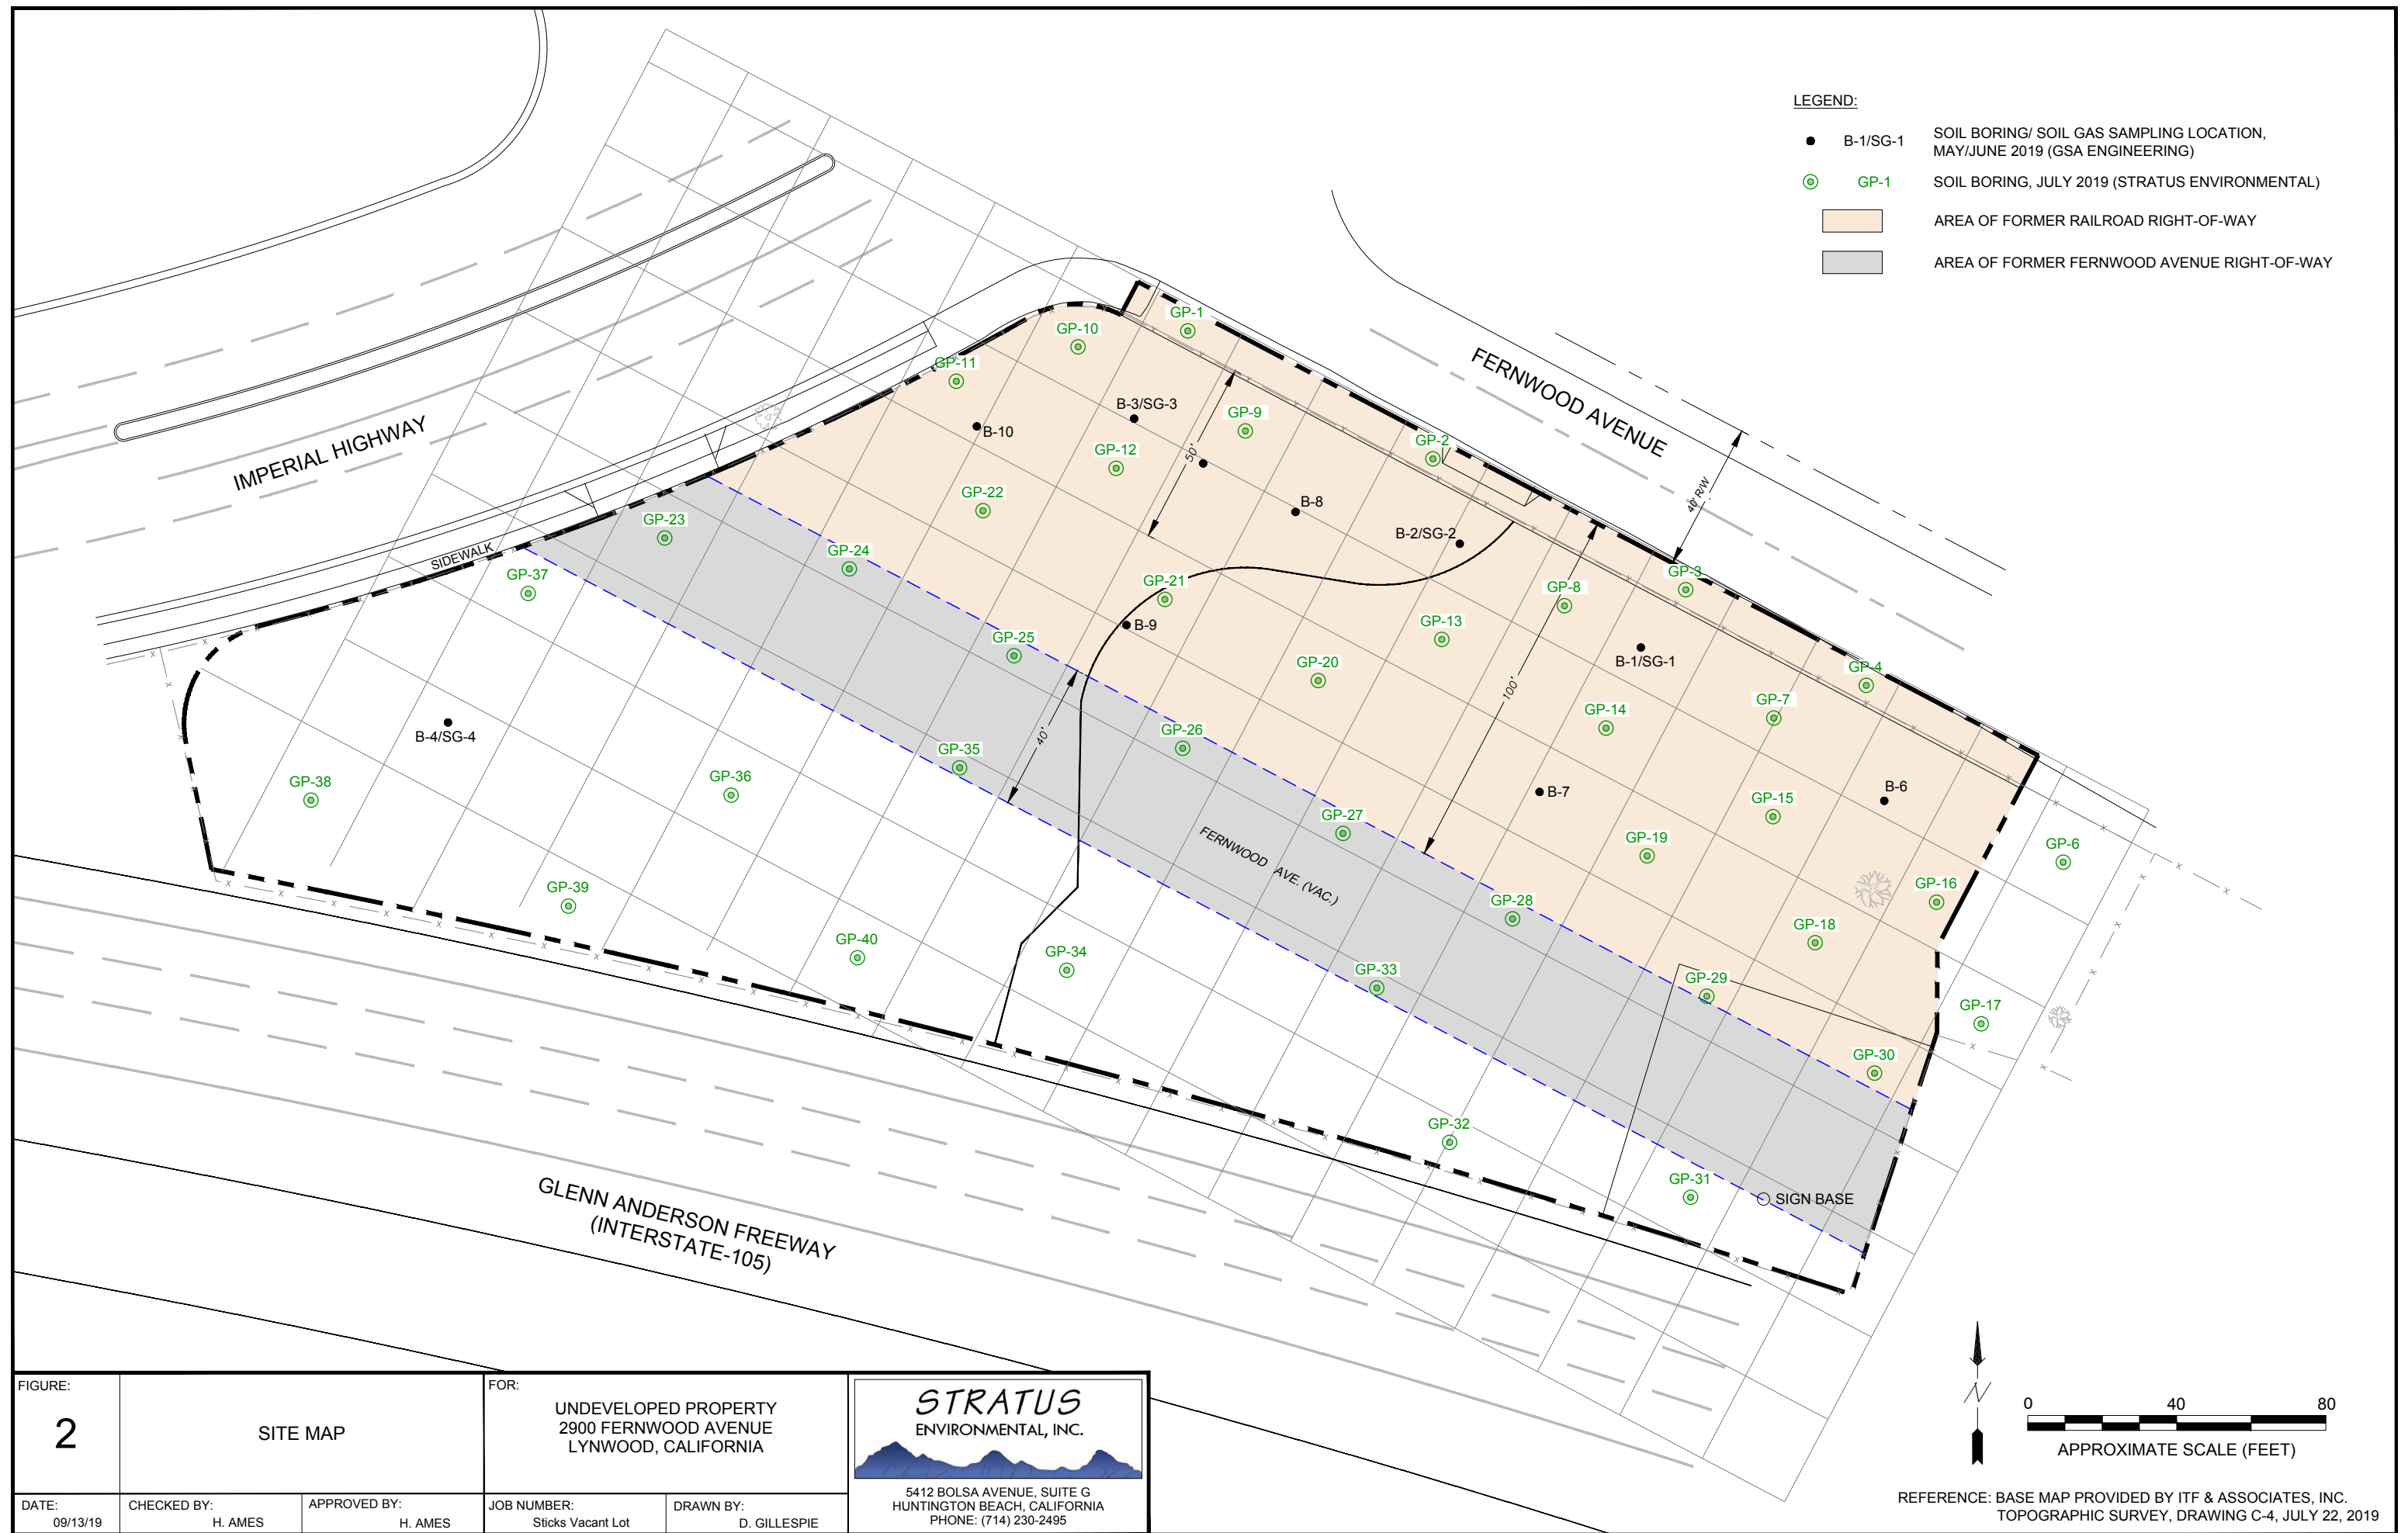 LEGEND:
B-1/SG-1
SOIL BORING/ SOIL GAS SAMPLING LOCATION,
MAY/JUNE 2019 (GSA ENGINEERING)
GP-1
SOIL BORING, JULY 2019 (STRATUS ENVIRONMENTAL)
AREA OF FORMER RAILROAD RIGHT-OF-WAY
AREA OF FORMER FERNWOOD AVENUE RIGHT-OF-WAY
IMPERIAL HIGHWAY
SIDEWALK
FERNWOOD AVENUE
40' R/W
GP-1
GP-10
GP-11
B-3/SG-3
GP-9
B-10
GP-2
GP-12
50'
GP-22
B-8
GP-23
B-2/SG-2
GP-24
GP-37
GP-21
GP-8
GP-3
B-9
GP-13
GP-25
GP-20
B-1/SG-1
GP-4
100'
GP-7
GP-14
B-4/SG-4
40'
GP-26
GP-35
GP-38
GP-36
B-7
GP-15
B-6
GP-27
GP-19
GP-6
FERNWOOD AVE. (VAC.)
GP-39
GP-16
GP-28
GP-18
GP-40
GP-34
GP-33
GP-29
GP-17
GP-30
GP-32
GP-31
SIGN BASE
GLENN ANDERSON FREEWAY
(INTERSTATE-105)
N
0 40 80
APPROXIMATE SCALE (FEET)
REFERENCE: BASE MAP PROVIDED BY ITF & ASSOCIATES, INC.
TOPOGRAPHIC SURVEY, DRAWING C-4, JULY 22, 2019
FIGURE:
2
SITE MAP
FOR:
UNDEVELOPED PROPERTY
2900 FERNWOOD AVENUE
LYNWOOD, CALIFORNIA
DATE:
09/13/19
CHECKED BY:
H. AMES
APPROVED BY:
H. AMES
JOB NUMBER:
Sticks Vacant Lot
DRAWN BY:
D. GILLESPIE
STRATUS
ENVIRONMENTAL, INC.
5412 BOLSA AVENUE, SUITE G
HUNTINGTON BEACH, CALIFORNIA
PHONE: (714) 230-2495